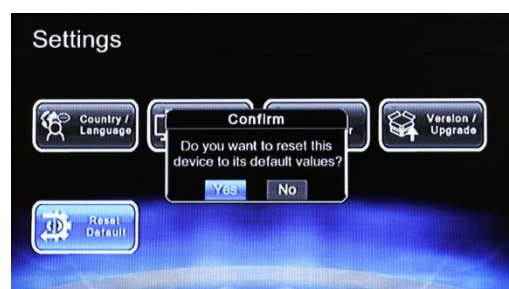 Settings
Country /
Language
Confirm
Do you want to reset this
device to its default values?
Yes
No
r
Version /
Upgrade
Reset
Default